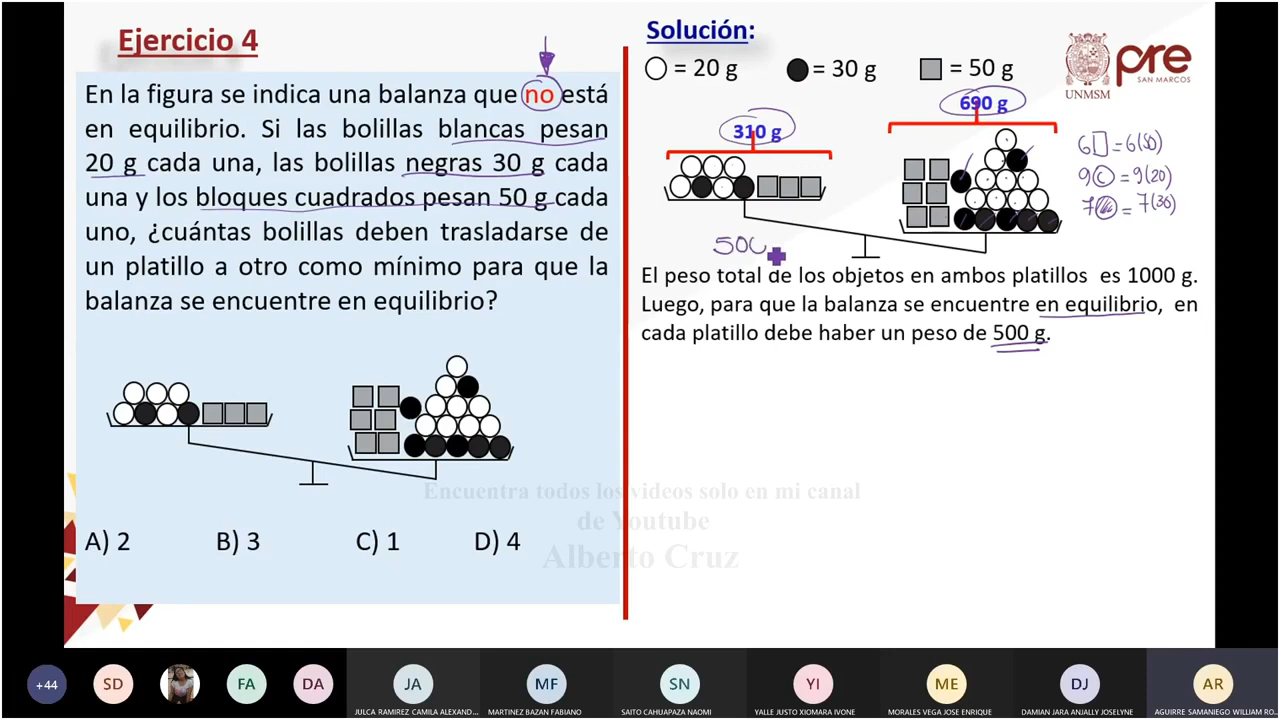 Ejercicio 4
En la figura se indica una balanza que no está
en equilibrio. Si las bolillas blancas pesan
20 g cada una, las bolillas negras 30 g cada
una y los bloques cuadrados pesan 50 g cada
uno, ¿cuántas bolillas deben trasladarse de
un platillo a otro como mínimo para que la
balanza se encuentre en equilibrio?
A) 2 B) 3 C) 1 D) 4
Solución:
= 20 g = 30 g = 50 g
UNMSM
pre
SAN MARCOS
310 g 690 g
6 = 6(50)
9 = 9(20)
7 = 7(30)
500
El peso total de los objetos en ambos platillos es 1000 g.
Luego, para que la balanza se encuentre en equilibrio, en
cada platillo debe haber un peso de 500 g.
Encuentra todos los videos solo en mi canal
de Youtube
Alberto Cruz
+44 SD FA DA JA MF SN YI ME DJ AR
JULCA RAMIREZ CAMILA ALEXAND... MARTINEZ BAZAN FABIANO SAITO CAHUAPAZA NAOMI YALLE JUSTO XIOMARA IVONE MORALES VEGA JOSE ENRIQUE DAMIAN JARA ANJALLY JOSELYNE AGUIRRE SAMANEGO WILLIAM RO...